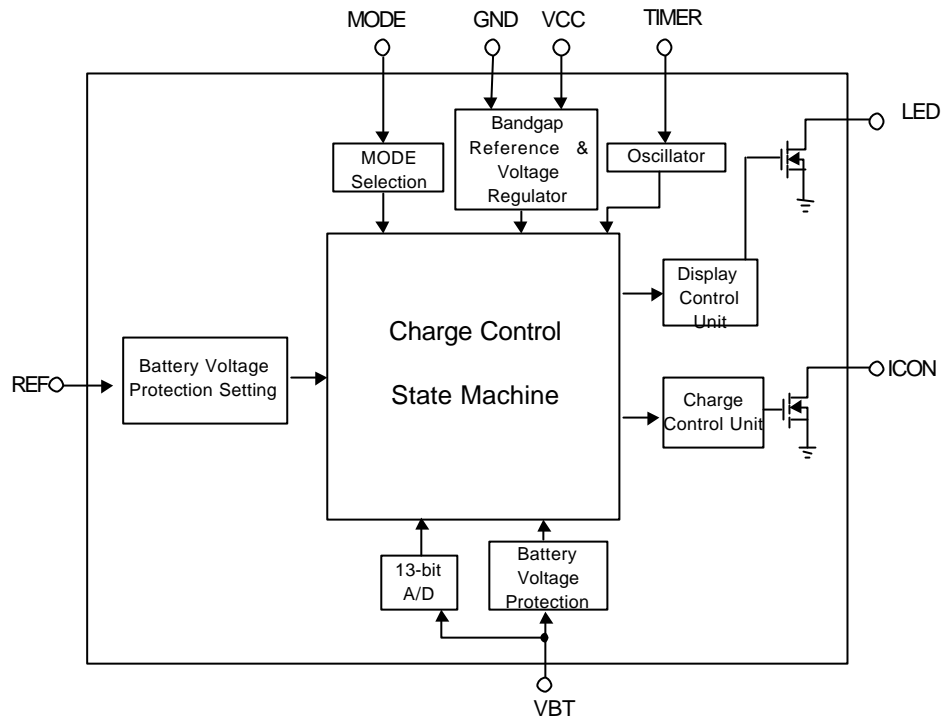 MODE
GND
VCC
TIMER
LED
MODE
Selection
Bandgap
Reference &
Voltage
Regulator
Oscillator
Display
Control
Unit
Charge Control
State Machine
REF
Battery Voltage
Protection Setting
ICON
Charge
Control Unit
13-bit
A/D
Battery
Voltage
Protection
VBT